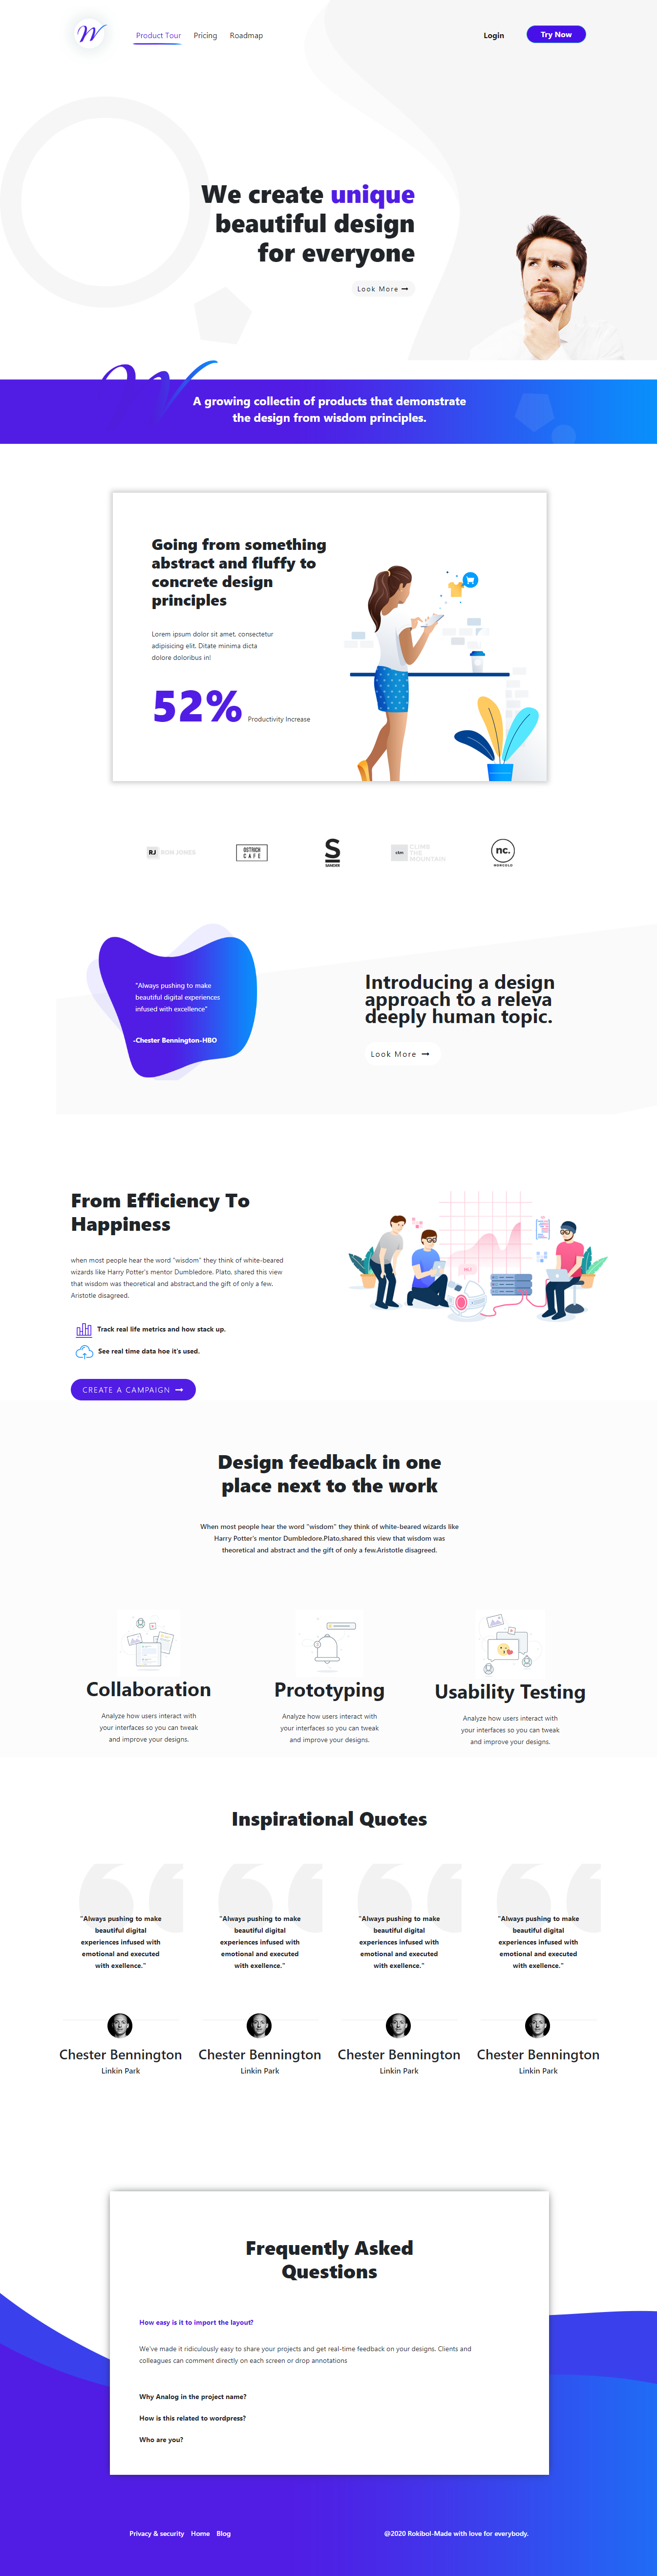 W
Product Tour Pricing Roadmap Login Try Now
We create unique
beautiful design
for everyone
Look More
W
A growing collectin of products that demonstrate
the design from wisdom principles.
Going from something
abstract and fluffy to
concrete design
principles
Lorem ipsum dolor sit amet, consectetur
adipisicing elit. Ditate minima dicta
dolore doloribus in!
52% Productivity Increase
RJ RON JONES
OSTRICH
CAFE
S
SANDER
ctm
CLIMB
THE
MOUNTAIN
nc.
NORCOLD
"Always pushing to make
beautiful digital experiences
infused with excellence"
-Chester Bennington-HBO
Introducing a design
approach to a releva
deeply human topic.
Look More
From Efficiency To
Happiness
when most people hear the word "wisdom" they think of white-beared
wizards like Harry Potter's mentor Dumbledore. Plato, shared this view
that wisdom was theoretical and abstract,and the gift of only a few.
Aristotle disagreed.
Track real life metrics and how stack up.
See real time data hoe it's used.
CREATE A CAMPAIGN
Design feedback in one
place next to the work
When most people hear the word "wisdom" they think of white-beared wizards like
Harry Potter's mentor Dumbledore.Plato,shared this view that wisdom was
theoretical and abstract and the gift of only a few.Aristotle disagreed.
Collaboration
Analyze how users interact with
your interfaces so you can tweak
and improve your designs.
Prototyping
Analyze how users interact with
your interfaces so you can tweak
and improve your designs.
Usability Testing
Analyze how users interact with
your interfaces so you can tweak
and improve your designs.
Inspirational Quotes
"Always pushing to make
beautiful digital
experiences infused with
emotional and executed
with exellence."
Chester Bennington
Linkin Park
"Always pushing to make
beautiful digital
experiences infused with
emotional and executed
with exellence."
Chester Bennington
Linkin Park
"Always pushing to make
beautiful digital
experiences infused with
emotional and executed
with exellence."
Chester Bennington
Linkin Park
"Always pushing to make
beautiful digital
experiences infused with
emotional and executed
with exellence."
Chester Bennington
Linkin Park
Frequently Asked
Questions
How easy is it to import the layout?
We've made it ridiculously easy to share your projects and get real-time feedback on your designs. Clients and
colleagues can comment directly on each screen or drop annotations
Why Analog in the project name?
How is this related to wordpress?
Who are you?
Privacy & security Home Blog
@2020 Rokibol-Made with love for everybody.